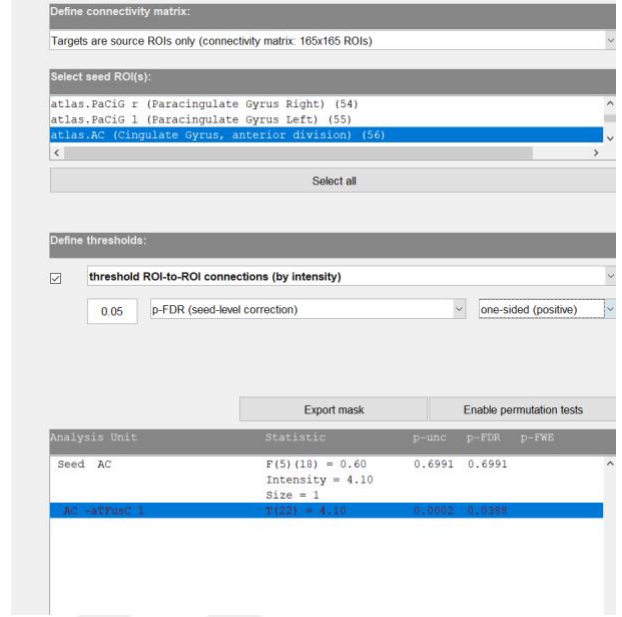 Define connectivity matrix:
Targets are source ROIs only (connectivity matrix: 165x165 ROIs)
Select seed ROI(s):
atlas.PaCiG r (Paracingulate Gyrus Right) (54)
atlas.PaCiG l (Paracingulate Gyrus Left) (55)
atlas.AC (Cingulate Gyrus, anterior division) (56)
Select all
Define thresholds:
threshold ROI-to-ROI connections (by intensity)
0.05 p-FDR (seed-level correction) one-sided (positive)
Export mask Enable permutation tests
Analysis Unit Statistic p-unc p-FDR p-FWE
Seed AC F(5)(18) = 0.60 0.6991 0.6991
Intensity = 4.10
Size = 1
AC -aTFusC l T(22) = 4.10 0.0002 0.0388